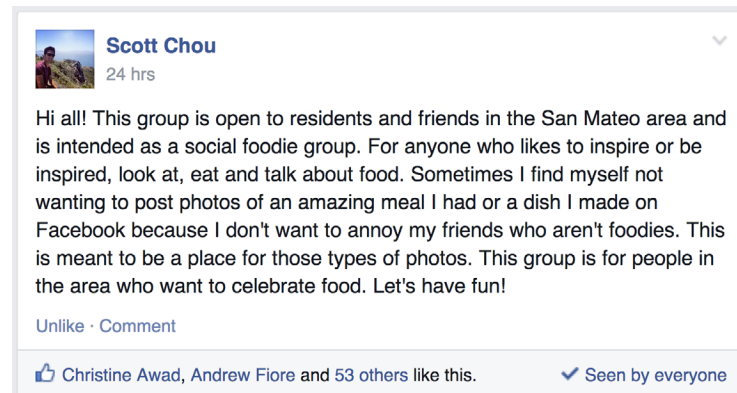 Scott Chou
24 hrs
Hi all! This group is open to residents and friends in the San Mateo area and
is intended as a social foodie group. For anyone who likes to inspire or be
inspired, look at, eat and talk about food. Sometimes I find myself not
wanting to post photos of an amazing meal I had or a dish I made on
Facebook because I don't want to annoy my friends who aren't foodies. This
is meant to be a place for those types of photos. This group is for people in
the area who want to celebrate food. Let's have fun!
Unlike · Comment
Christine Awad, Andrew Fiore and 53 others like this. Seen by everyone